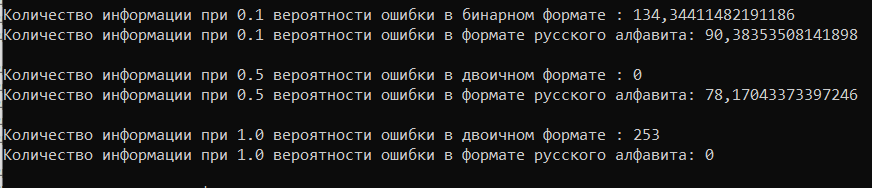 Количество информации при 0.1 вероятности ошибки в бинарном формате : 134,34411482191186
Количество информации при 0.1 вероятности ошибки в формате русского алфавита: 90,38353508141898
Количество информации при 0.5 вероятности ошибки в двоичном формате : 0
Количество информации при 0.5 вероятности ошибки в формате русского алфавита: 78,17043373397246
Количество информации при 1.0 вероятности ошибки в двоичном формате : 253
Количество информации при 1.0 вероятности ошибки в формате русского алфавита: 0